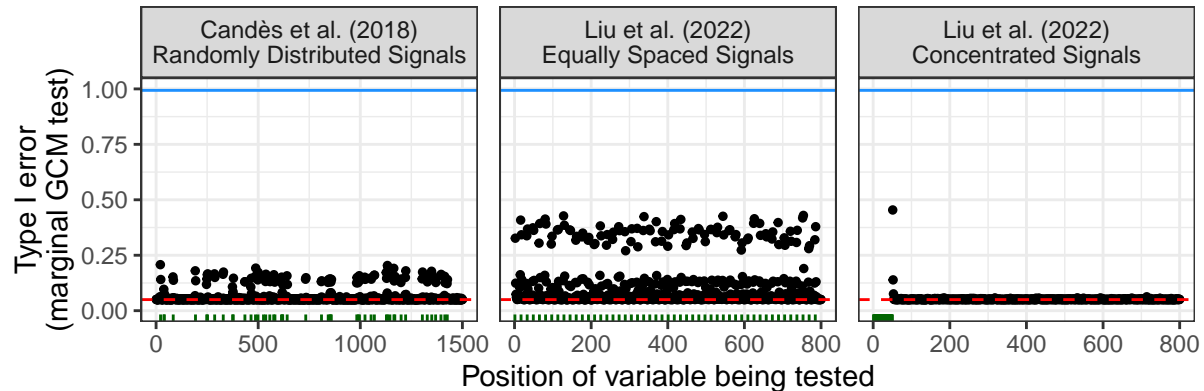 Candès et al. (2018)
Randomly Distributed Signals
Liu et al. (2022)
Equally Spaced Signals
Liu et al. (2022)
Concentrated Signals
Type I error
(marginal GCM test)
1.00
0.75
0.50
0.25
0.00
0 500 1000 1500
0 200 400 600 800
0 200 400 600 800
Position of variable being tested